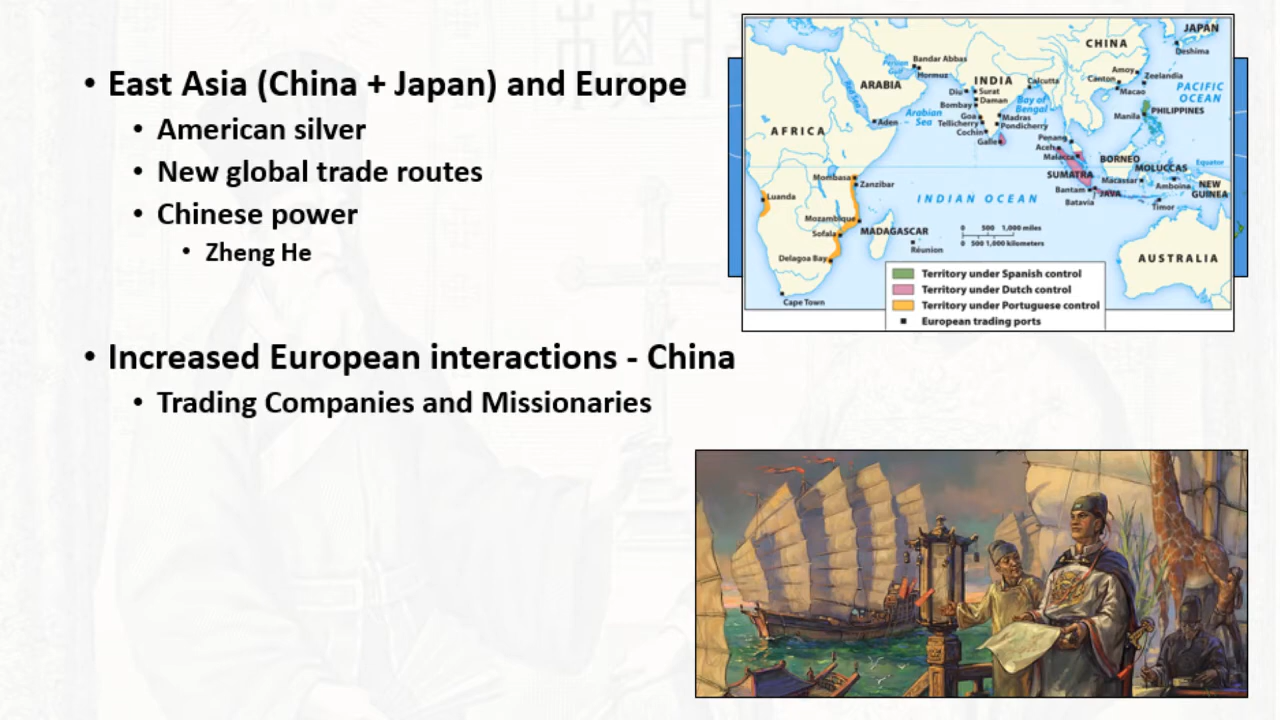 • East Asia (China + Japan) and Europe
• American silver
• New global trade routes
• Chinese power
• Zheng He
• Increased European interactions - China
• Trading Companies and Missionaries
JAPAN
Deshima
CHINA
Bandar Abbas
Persian Gulf
Hormuz
ARABIA
Red Sea
INDIA
Calcutta
Amoy
Zeelandia
Canton
Macao
PACIFIC OCEAN
Diu
Surat
Daman
Bombay
Bay of Bengal
Arabian Sea
Goa
Madras
Tellicherry
Pondicherry
Cochin
Galle
Manila
PHILIPPINES
Aden
AFRICA
Penang
Aceh
Malacca
BORNEO
MOLUCCAS
Equator
SUMATRA
Macassar
Amboina
NEW GUINEA
Bantam
JAVA
Batavia
Timor
Mombasa
Zanzibar
Luanda
INDIAN OCEAN
Mozambique
Sofala
MADAGASCAR
Réunion
0 500 1,000 miles
0 500 1,000 kilometers
Delagoa Bay
AUSTRALIA
Cape Town
Territory under Spanish control
Territory under Dutch control
Territory under Portuguese control
European trading ports